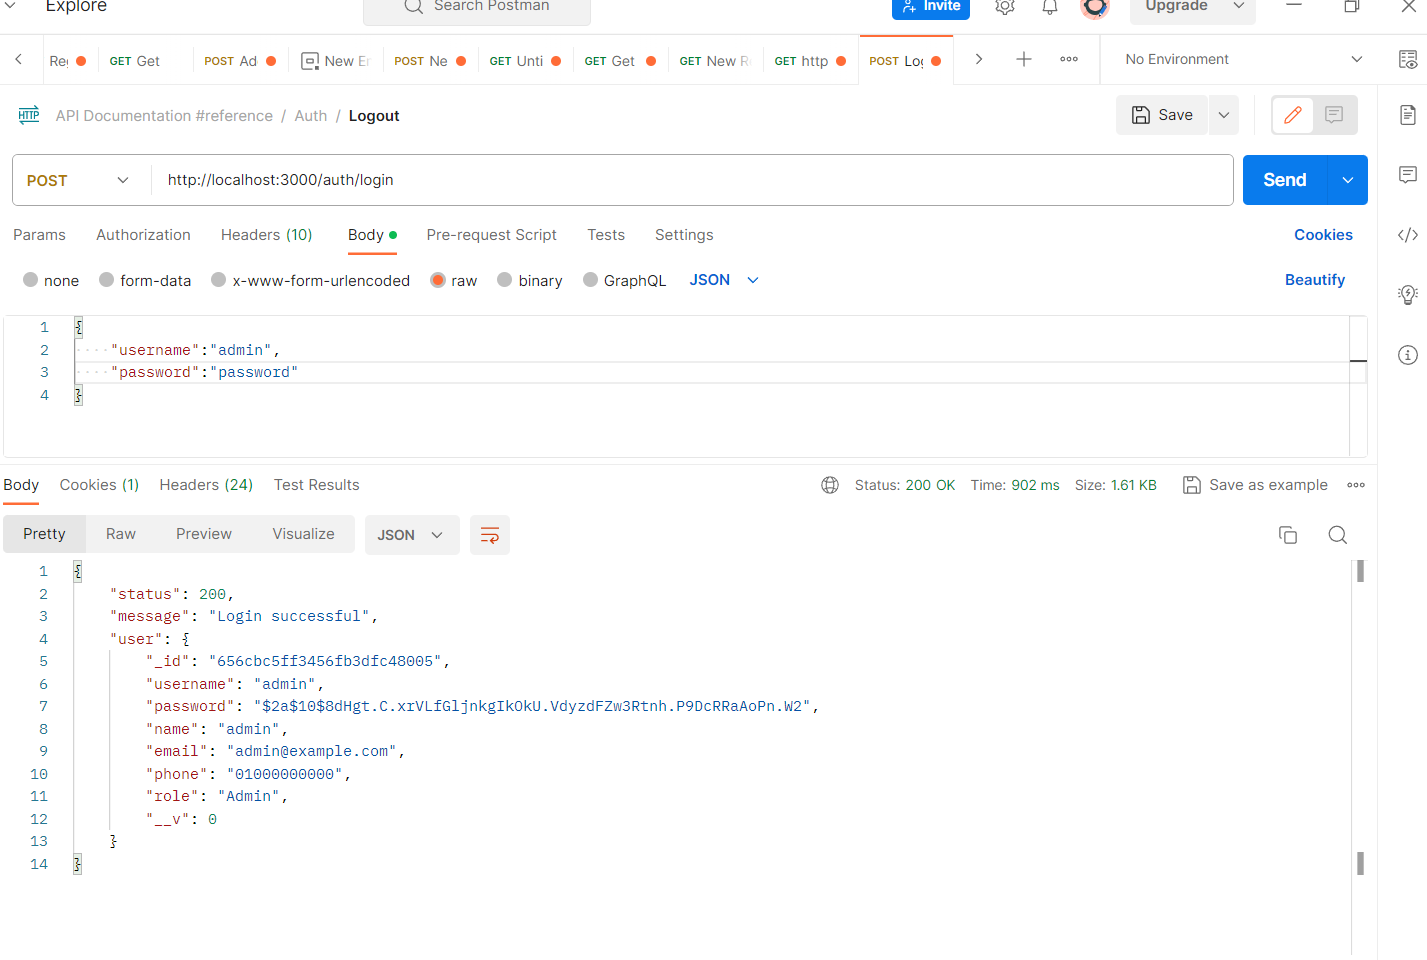 Explore
Search Postman
Invite
Upgrade
Re
GET Get
POST Ad
New E
POST Ne
GET Unti
GET Get
GET New R
GET http
POST Log
No Environment
HTTP
API Documentation #reference / Auth / Logout
Save
POST
http://localhost:3000/auth/login
Send
Params Authorization Headers (10) Body Pre-request Script Tests Settings Cookies
none form-data x-www-form-urlencoded raw binary GraphQL JSON Beautify
1 {
2 "username":"admin",
3 "password":"password"
4 }
Body Cookies (1) Headers (24) Test Results Status: 200 OK Time: 902 ms Size: 1.61 KB Save as example
Pretty Raw Preview Visualize JSON
1 {
2 "status": 200,
3 "message": "Login successful",
4 "user": {
5 "_id": "656cbc5ff3456fb3dfc48005",
6 "username": "admin",
7 "password": "$2a$10$8dHgt.C.xrVLfGljnkgIkOkU.VdyzdFZw3Rtnh.P9DcRRaAoPn.W2",
8 "name": "admin",
9 "email": "admin@example.com",
10 "phone": "01000000000",
11 "role": "Admin",
12 "__v": 0
13 }
14 }